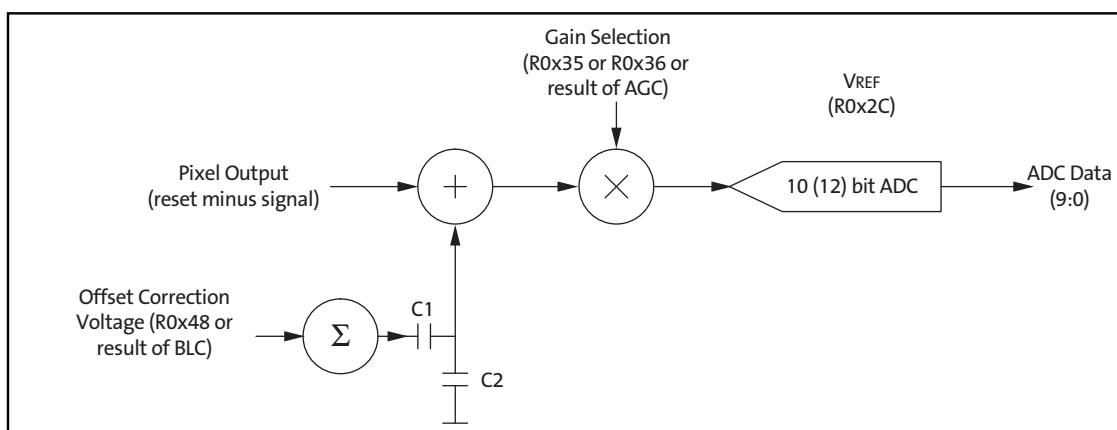 Gain Selection
(R0x35 or R0x36 or
result of AGC)
VREF
(R0x2C)
Pixel Output
(reset minus signal)
+
×
10 (12) bit ADC
ADC Data
(9:0)
Offset Correction
Voltage (R0x48 or
result of BLC)
Σ
C1
C2